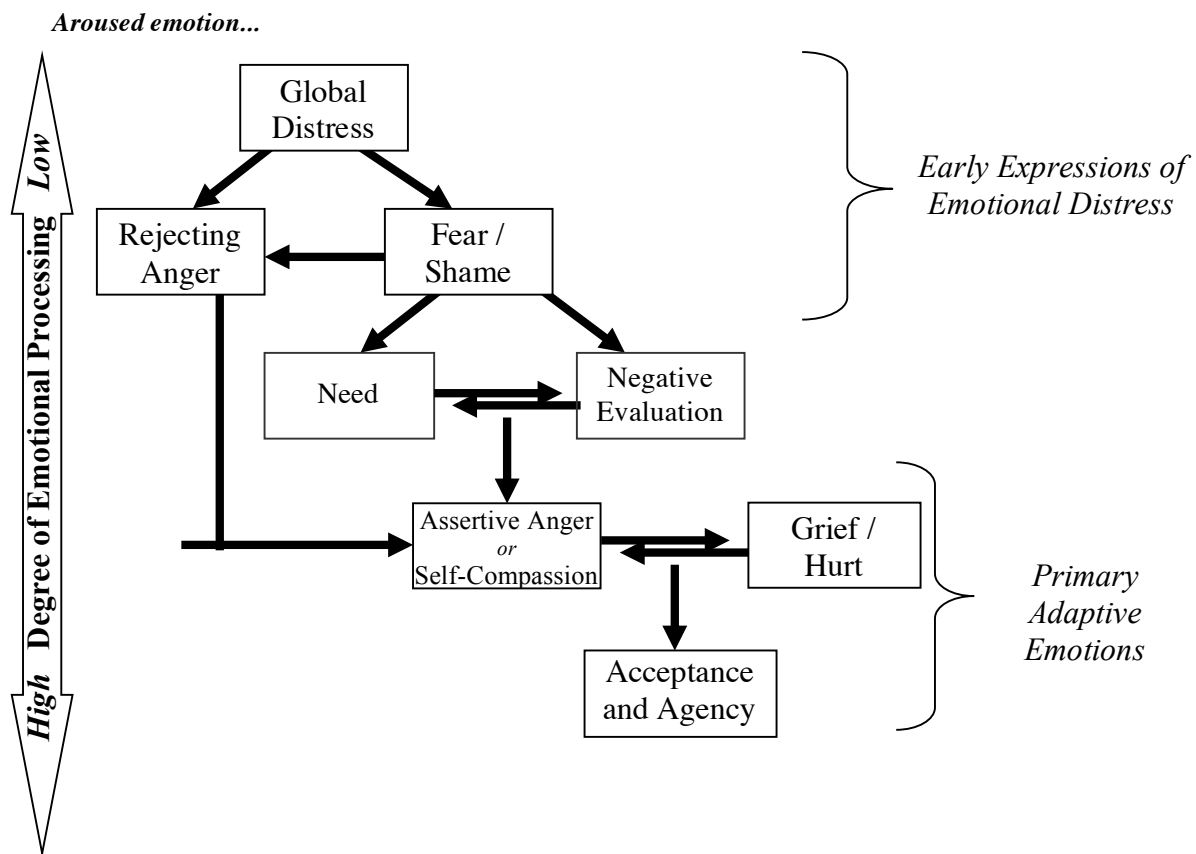 Aroused emotion...
Global
Distress
Early Expressions of
Emotional Distress
Rejecting
Anger
Fear /
Shame
Need
Negative
Evaluation
Assertive Anger
or
Self-Compassion
Grief /
Hurt
Primary
Adaptive
Emotions
Acceptance
and Agency
High Degree of Emotional Processing Low